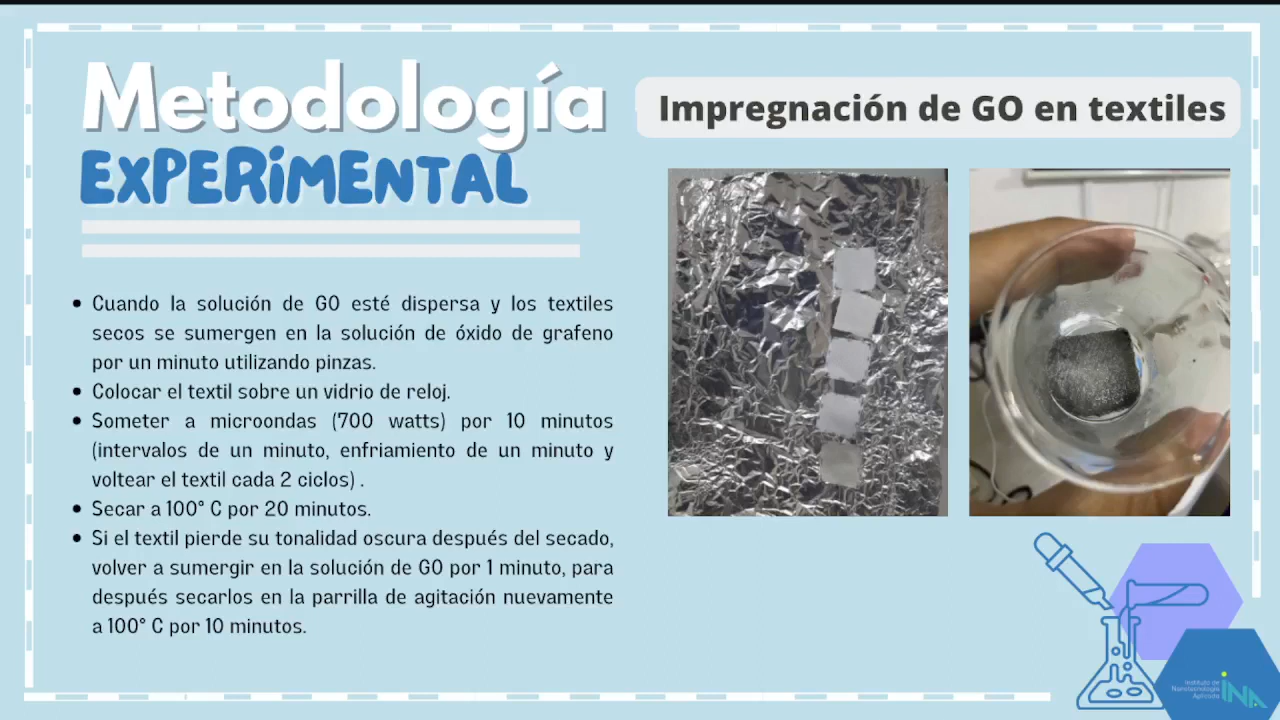 Metodología
EXPERiMENTAL
Impregnación de GO en textiles
• Cuando la solución de GO esté dispersa y los textiles
secos se sumergen en la solución de óxido de grafeno
por un minuto utilizando pinzas.
• Colocar el textil sobre un vidrio de reloj.
• Someter a microondas (700 watts) por 10 minutos
(intervalos de un minuto, enfriamiento de un minuto y
voltear el textil cada 2 ciclos) .
• Secar a 100° C por 20 minutos.
• Si el textil pierde su tonalidad oscura después del secado,
volver a sumergir en la solución de GO por 1 minuto, para
después secarlos en la parrilla de agitación nuevamente
a 100° C por 10 minutos.
Instituto de
Nanotecnología
Aplicada
iNA